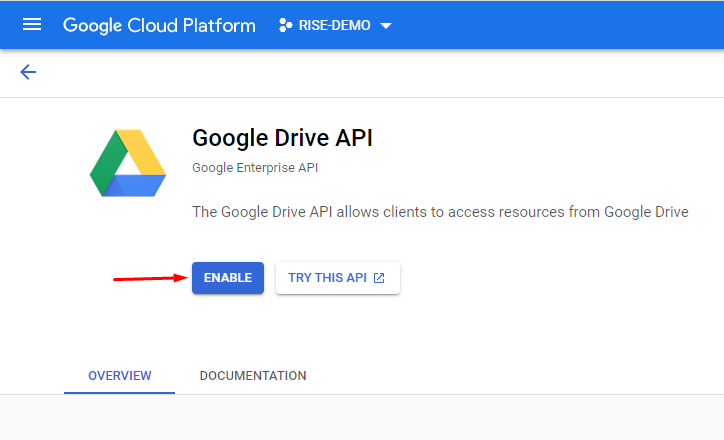 Google Cloud Platform RISE-DEMO
Google Drive API
Google Enterprise API
The Google Drive API allows clients to access resources from Google Drive
ENABLE TRY THIS API
OVERVIEW DOCUMENTATION